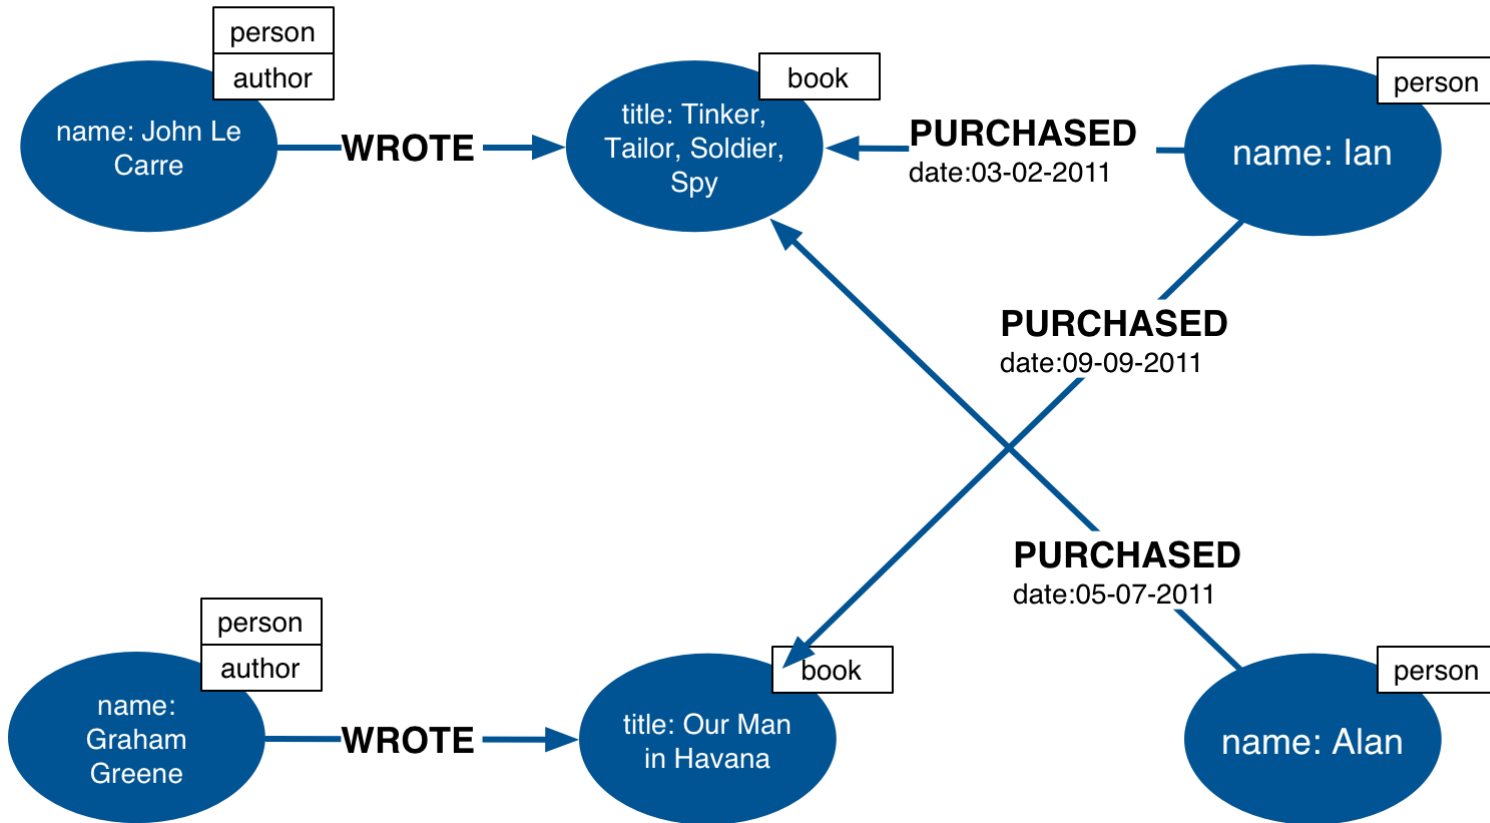 person
author
name: John Le
Carre
WROTE
book
title: Tinker,
Tailor, Soldier,
Spy
PURCHASED
date:03-02-2011
person
name: Ian
PURCHASED
date:09-09-2011
PURCHASED
date:05-07-2011
person
author
name:
Graham
Greene
WROTE
book
title: Our Man
in Havana
person
name: Alan